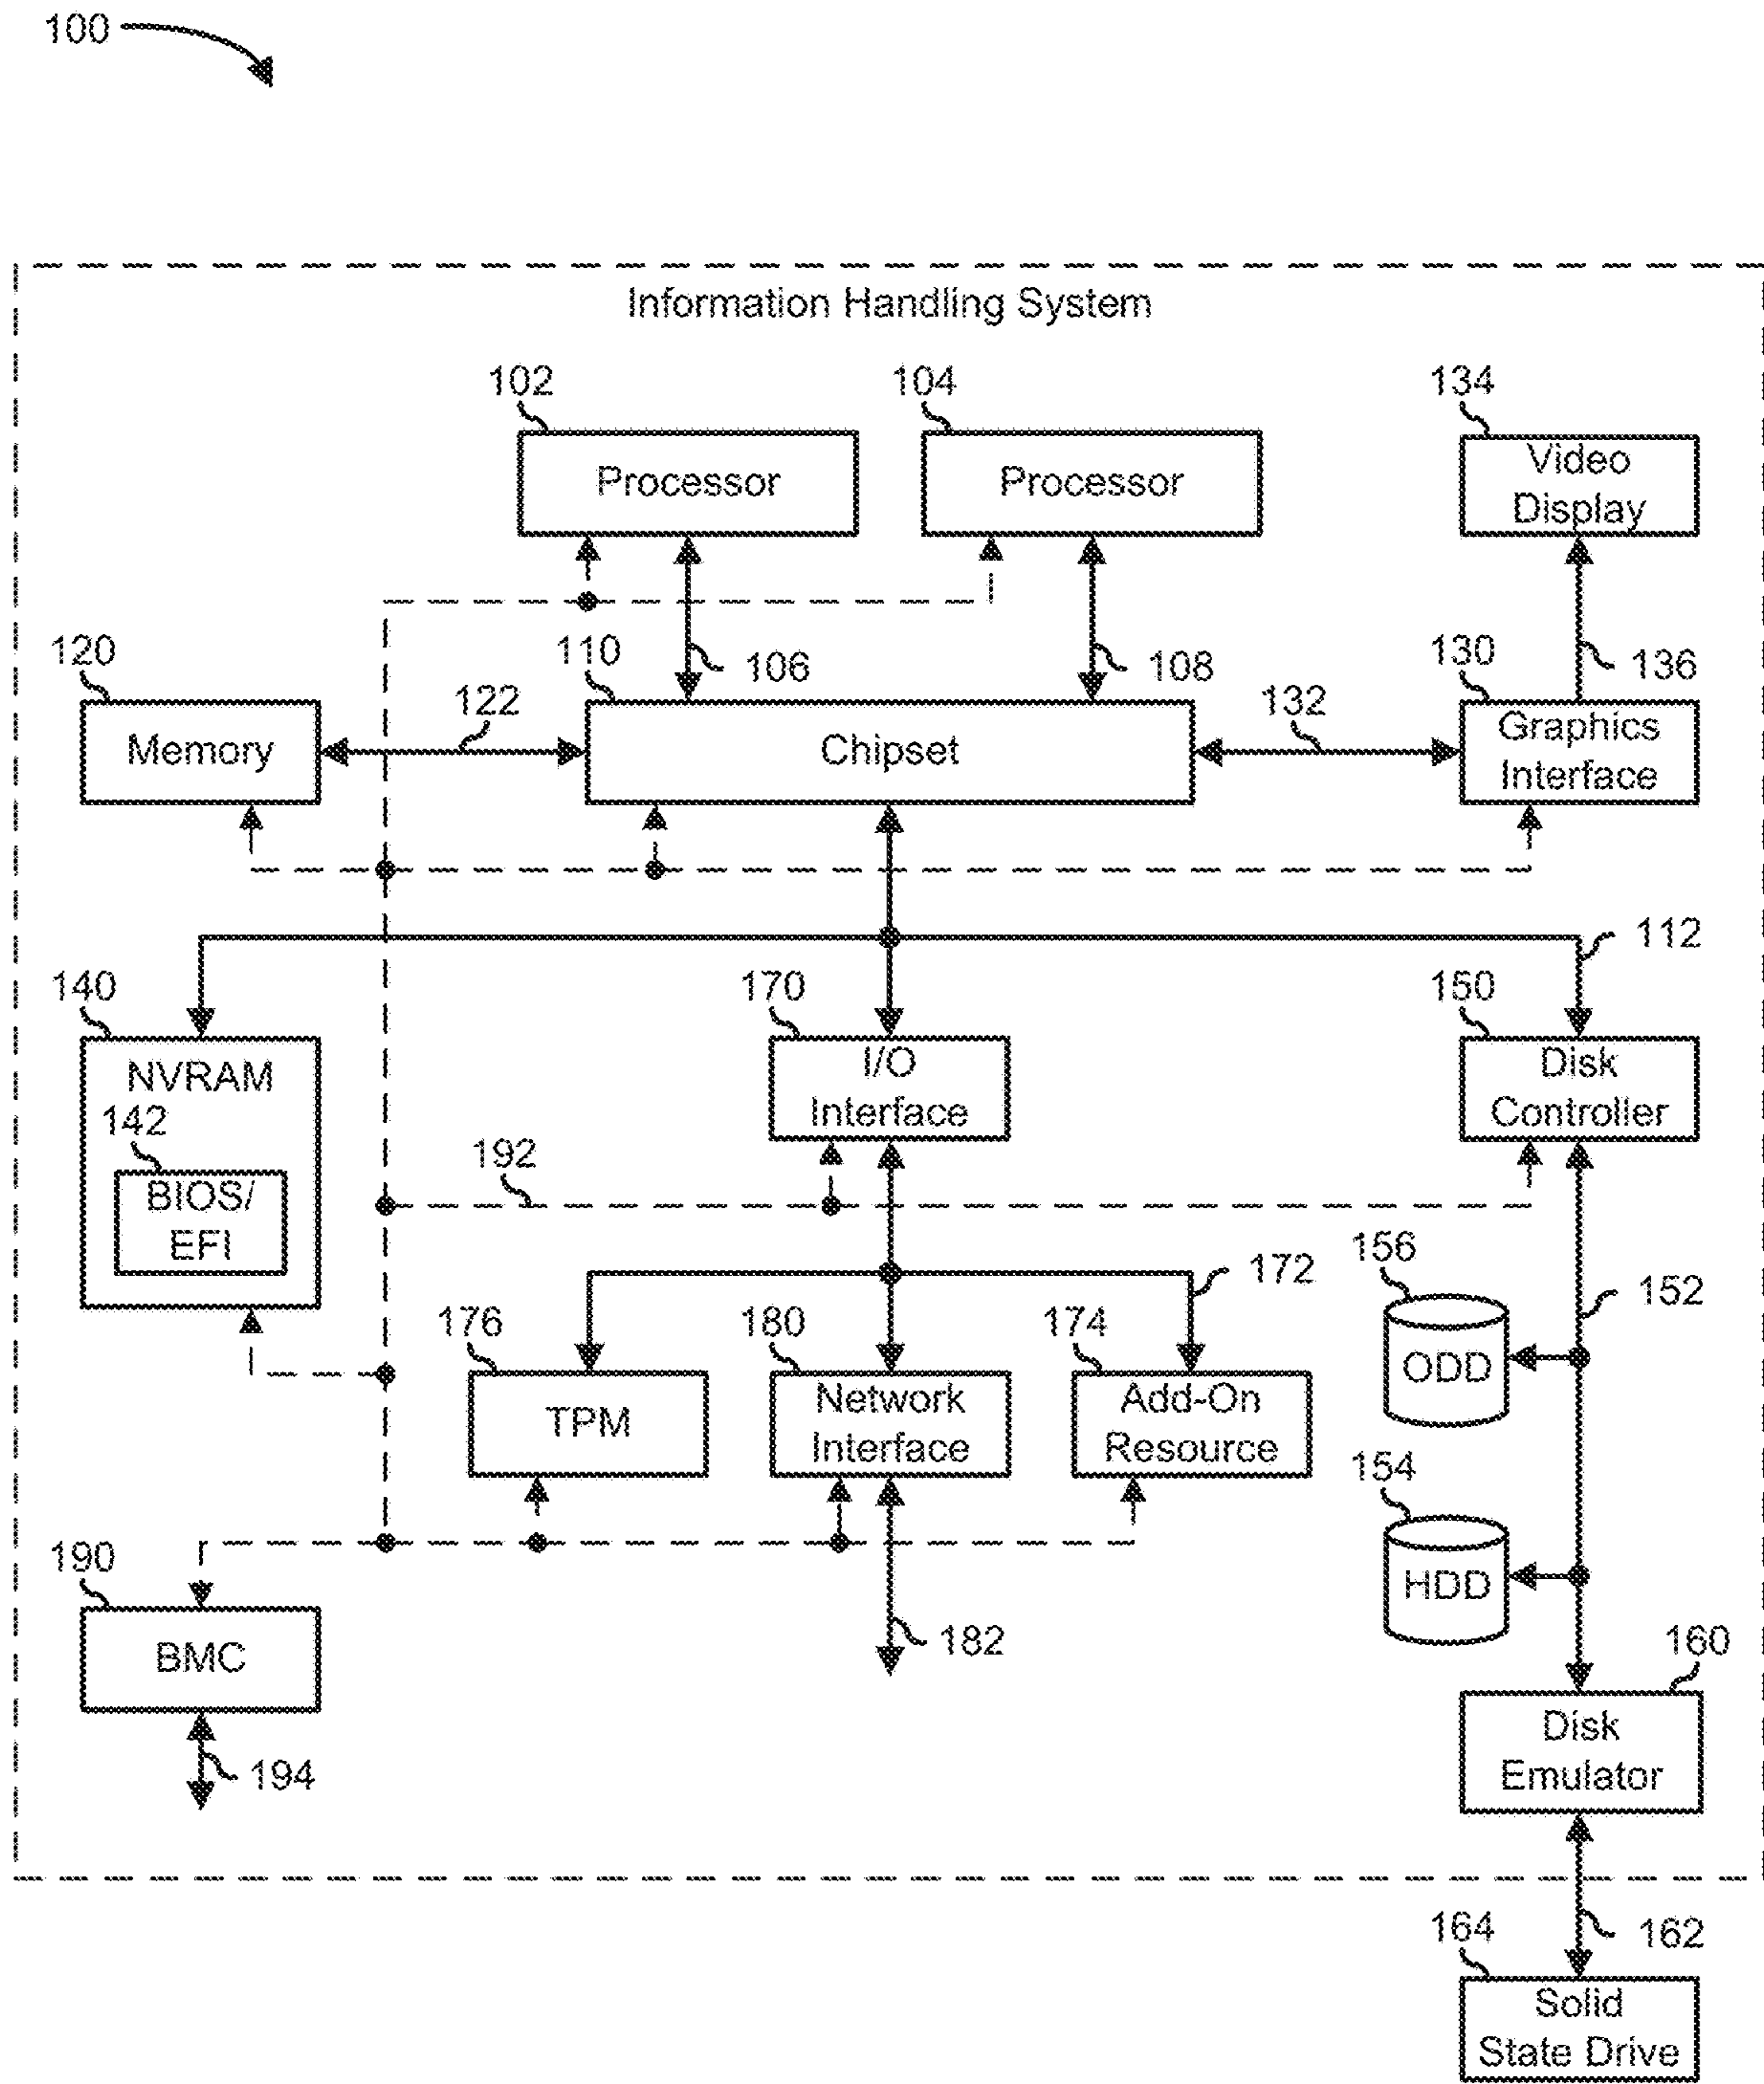 100
Information Handling System
102
104
134
Processor
Processor
Video
Display
120
110
106
108
130
136
122
132
Memory
Chipset
Graphics
Interface
112
140
170
150
NVRAM
I/O
Interface
Disk
Controller
142
BIOS/
EFI
192
156
172
152
176
180
174
ODD
TPM
Network
Interface
Add-On
Resource
154
HDD
190
182
160
BMC
Disk
Emulator
194
164
162
Solid
State Drive